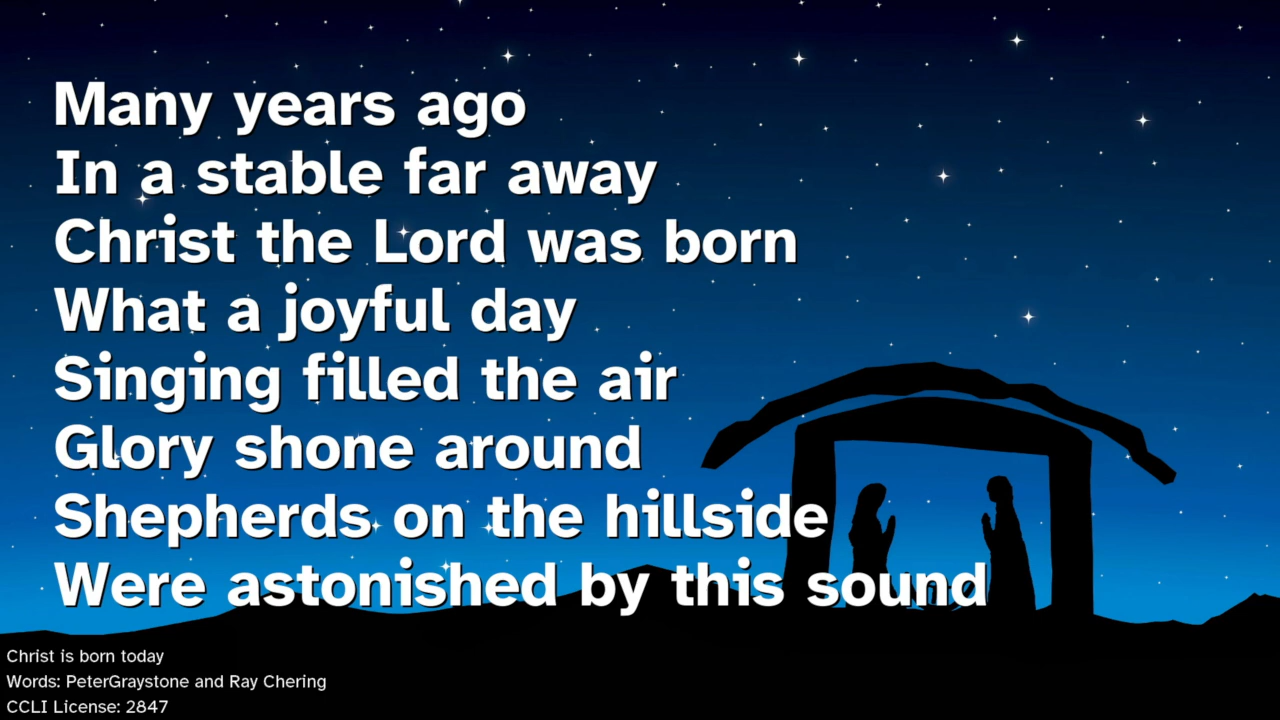 Many years ago
In a stable far away
Christ the Lord was born
What a joyful day
Singing filled the air
Glory shone around
Shepherds on the hillside
Were astonished by this sound
Christ is born today
Words: PeterGraystone and Ray Chering
CCLI License: 2847